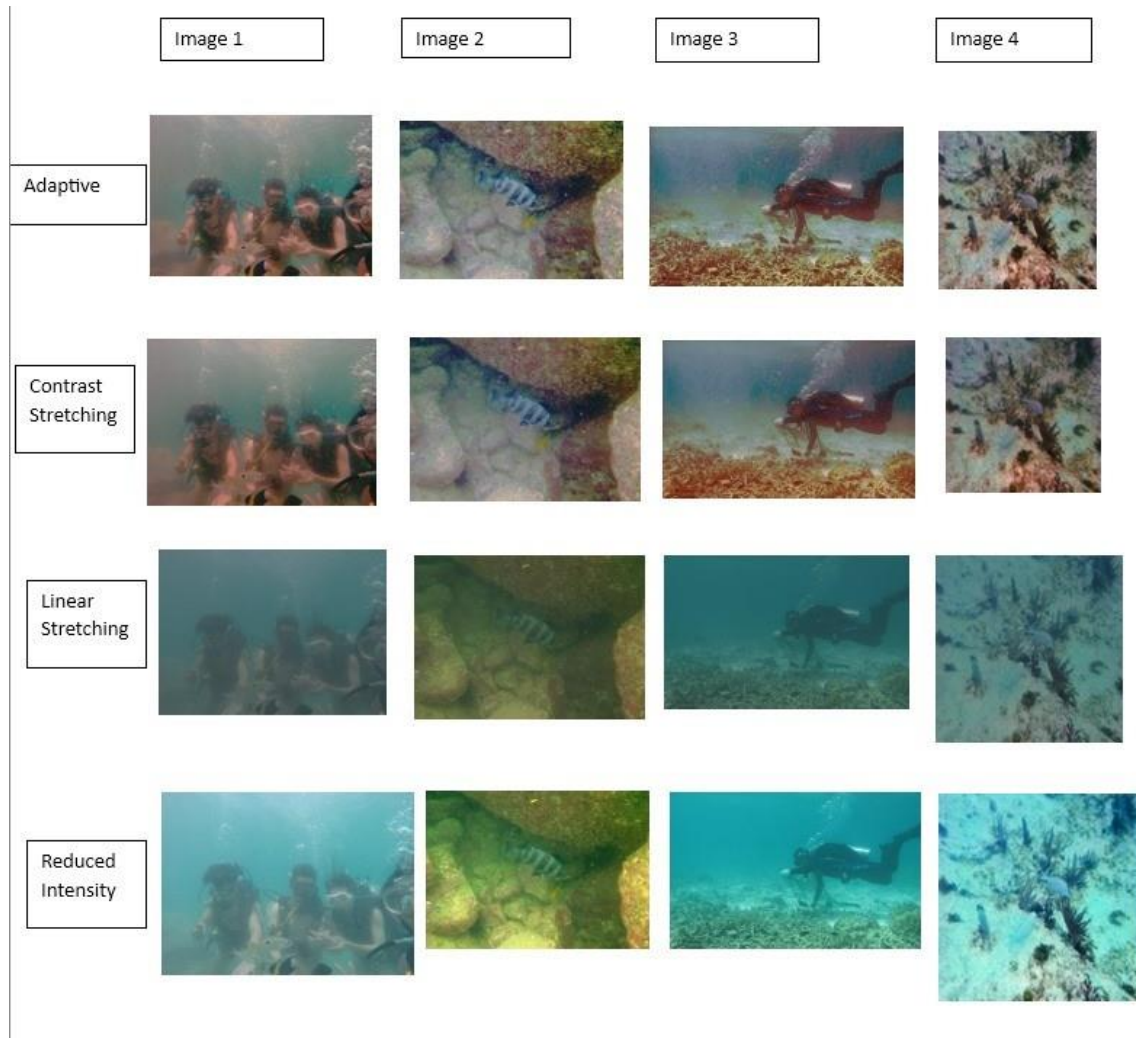 Image 1
Image 2
Image 3
Image 4
Adaptive
Contrast
Stretching
Linear
Stretching
Reduced
Intensity